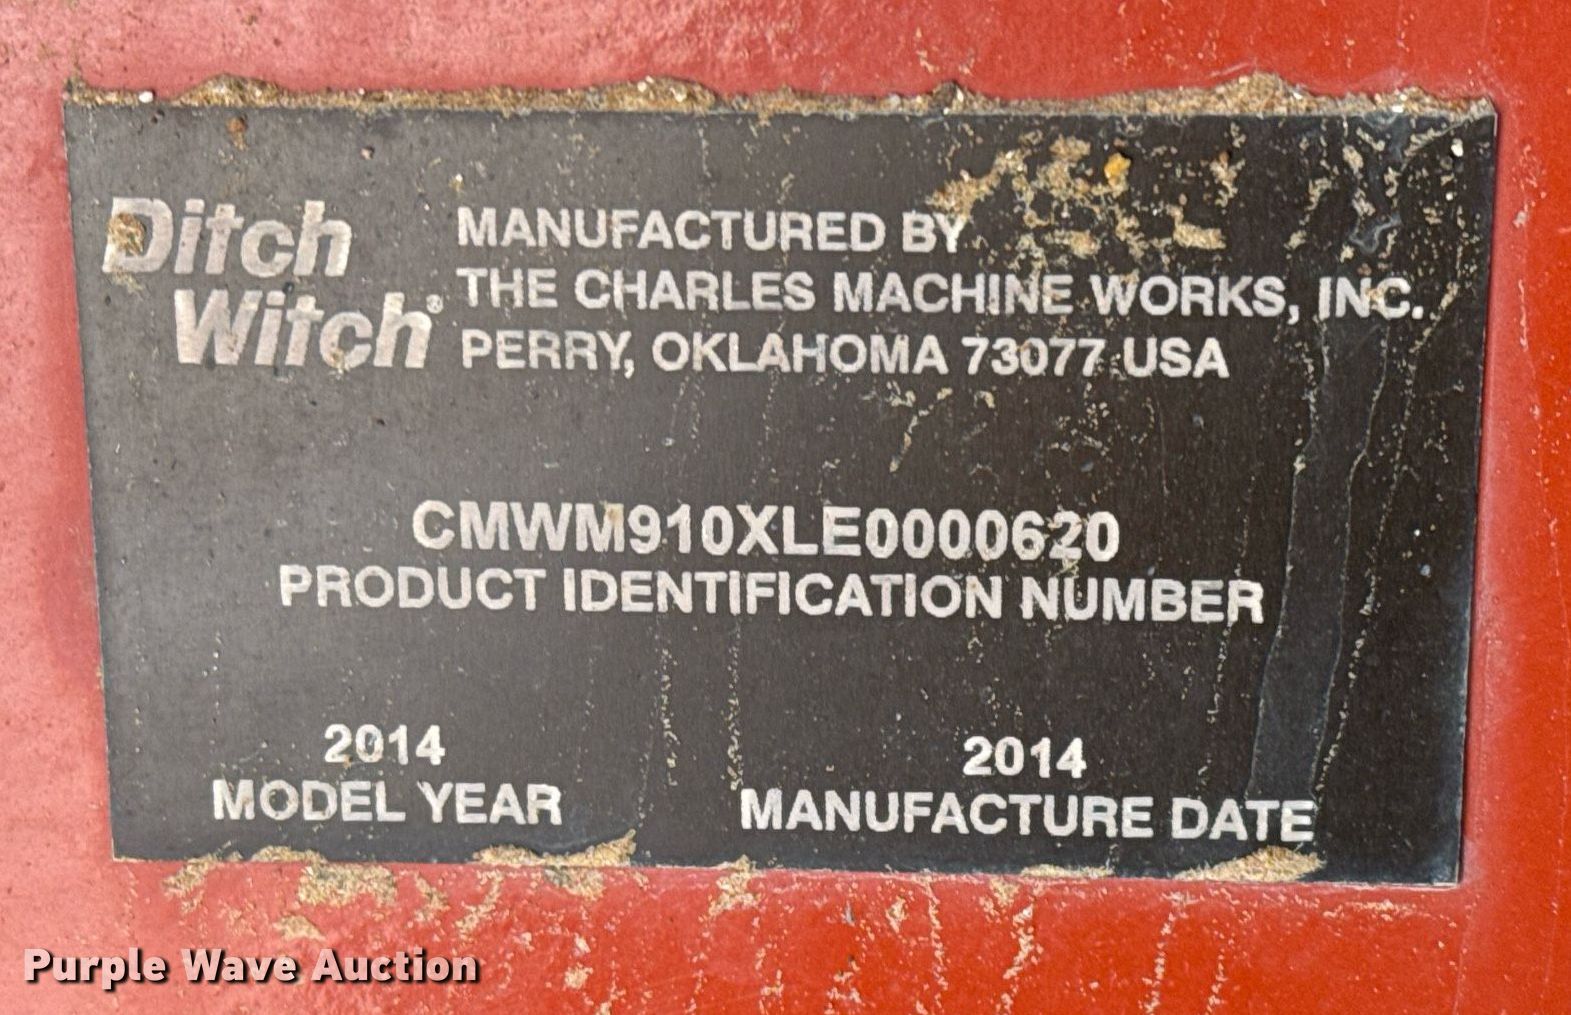 Ditch
Witch®
MANUFACTURED BY
THE CHARLES MACHINE WORKS, INC.
PERRY, OKLAHOMA 73077 USA
CMWM910XLE0000620
PRODUCT IDENTIFICATION NUMBER
2014
MODEL YEAR
2014
MANUFACTURE DATE
Purple Wave Auction